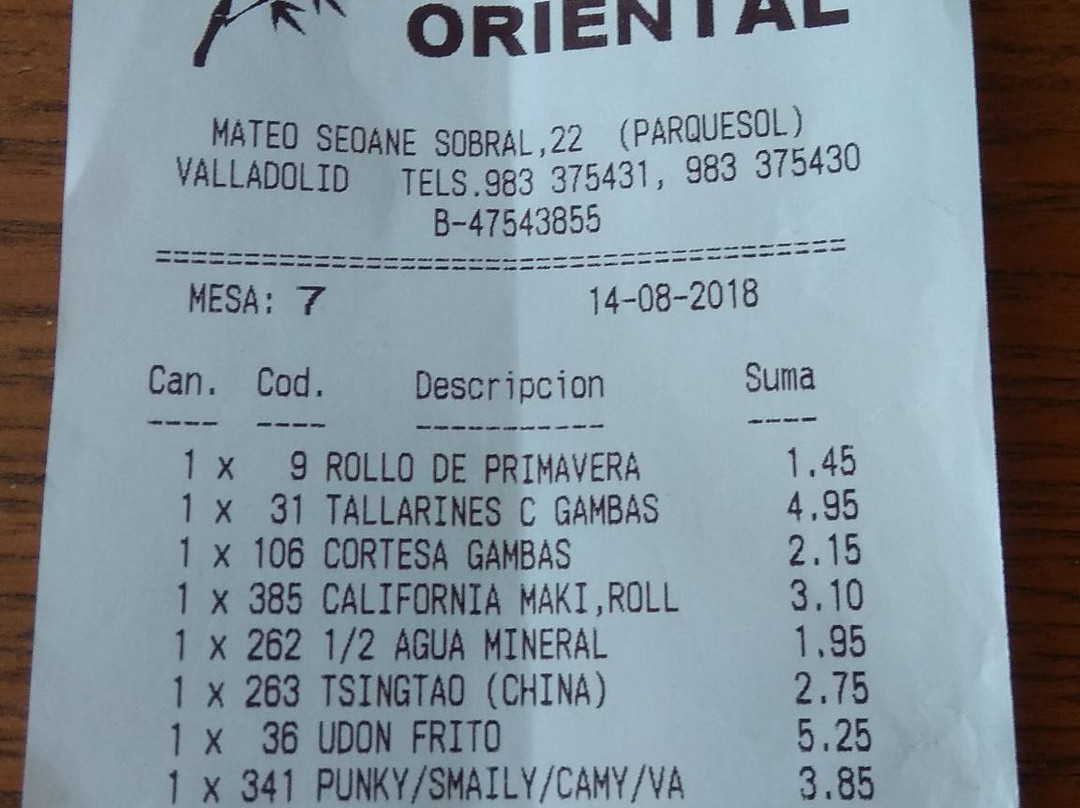 ORIENTAL
MATEO SEOANE SOBRAL,22 (PARQUESOL)
VALLADOLID TELS.983 375431, 983 375430
B-47543855
=======================================
MESA: 7 14-08-2018
Can. Cod. Descripcion Suma
---- ---- ----------- ----
1 x 9 ROLLO DE PRIMAVERA 1.45
1 x 31 TALLARINES C GAMBAS 4.95
1 x 106 CORTESA GAMBAS 2.15
1 x 385 CALIFORNIA MAKI,ROLL 3.10
1 x 262 1/2 AGUA MINERAL 1.95
1 x 263 TSINGTAO (CHINA) 2.75
1 x 36 UDON FRITO 5.25
1 x 341 PUNKY/SMAILY/CAMY/VA 3.85